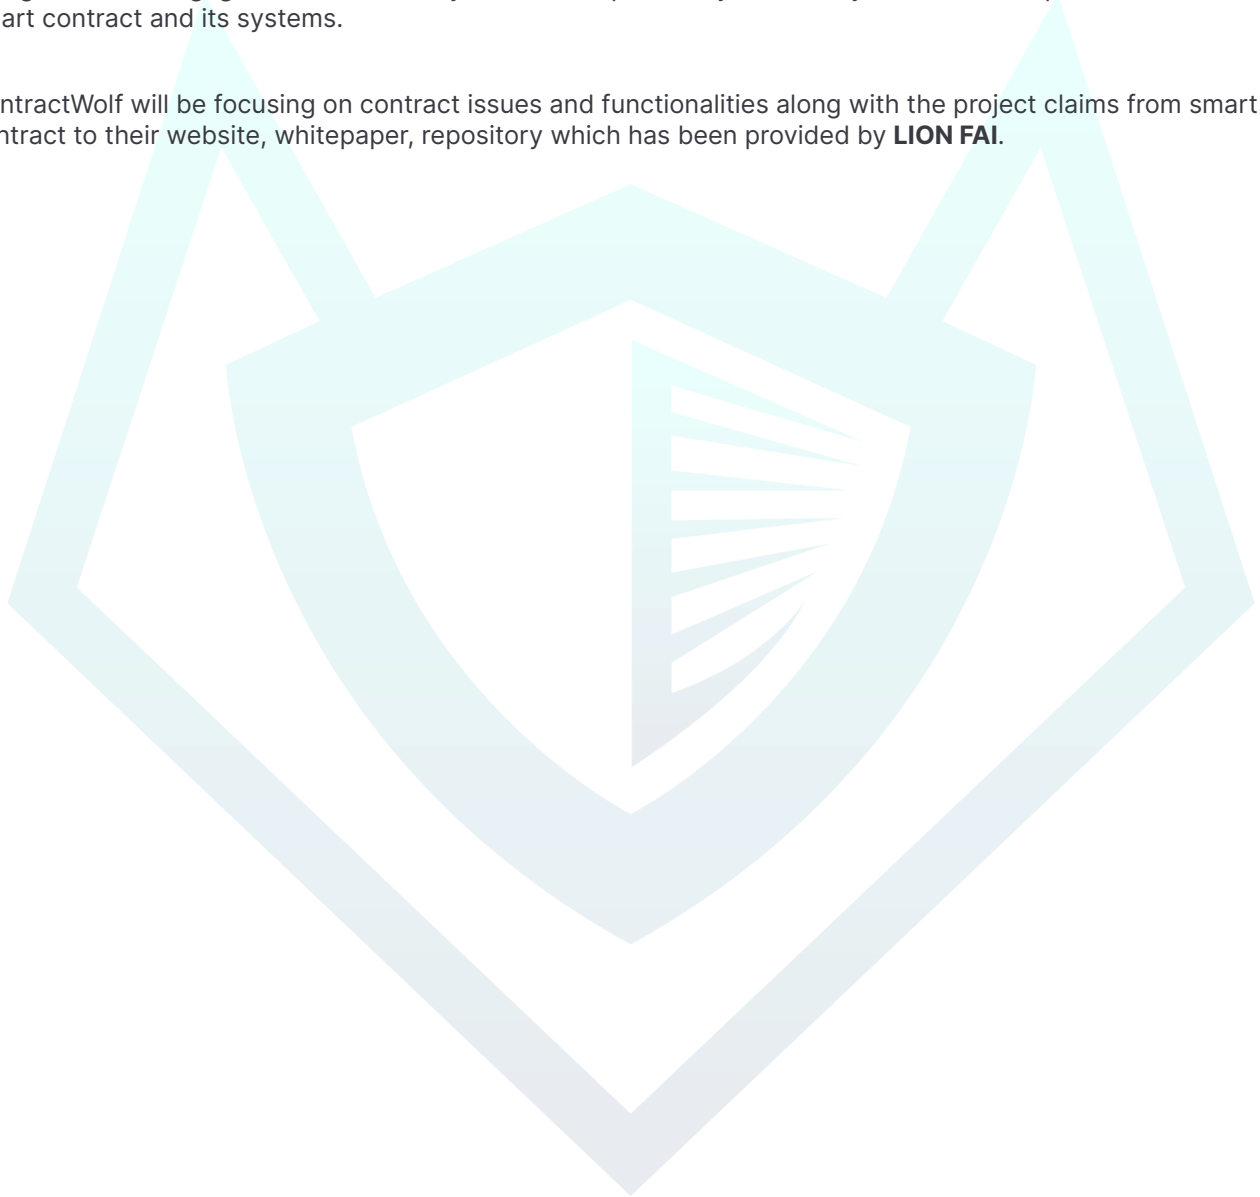 art contract and its systems.
ntractWolf will be focusing on contract issues and functionalities along with the project claims from smart
ntract to their website, whitepaper, repository which has been provided by LION FAI.